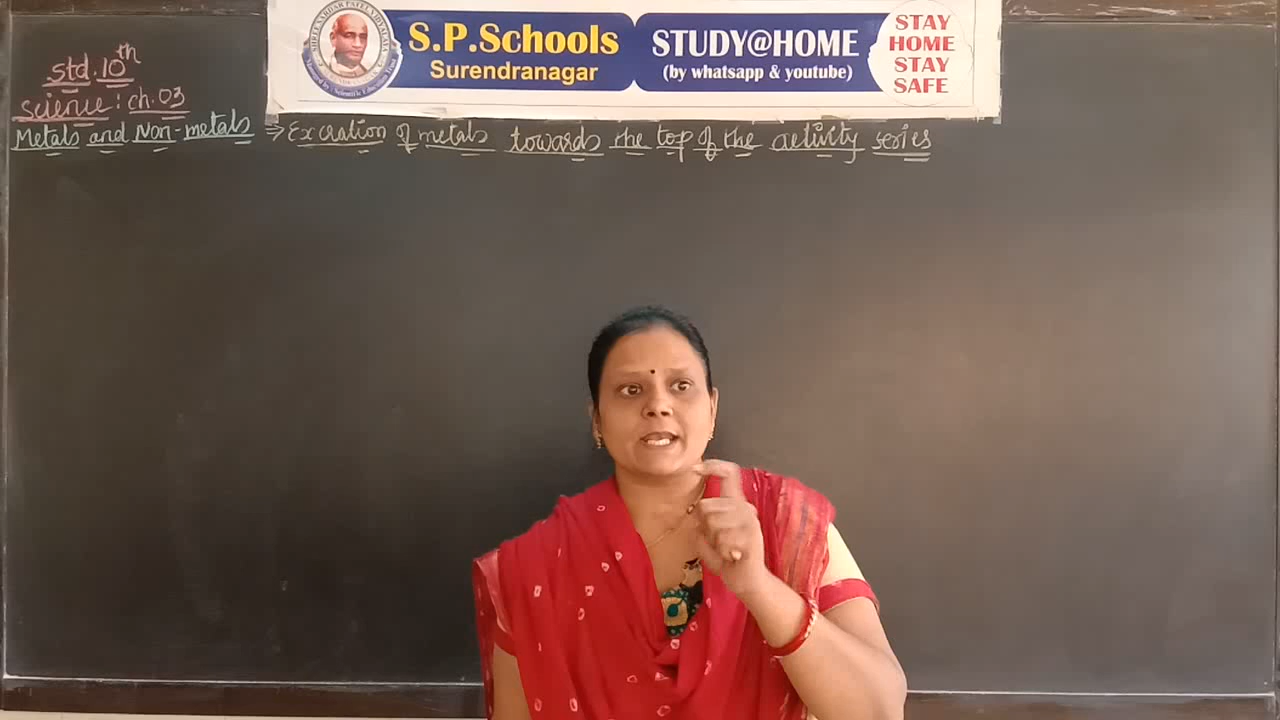 S.P.Schools
Surendranagar
STUDY@HOME
(by whatsapp & youtube)
STAY
HOME
STAY
SAFE
Std. 10th
Science : ch. 03
Metals and Non-metals ⇒ Excration of metals towards the top of the activity series